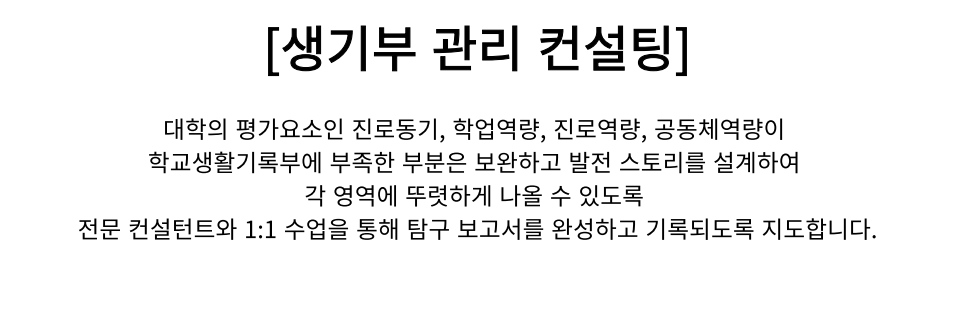 [생기부 관리 컨설팅]
대학의 평가요소인 진로동기, 학업역량, 진로역량, 공동체역량이
학교생활기록부에 부족한 부분은 보완하고 발전 스토리를 설계하여
각 영역에 뚜렷하게 나올 수 있도록
전문 컨설턴트와 1:1 수업을 통해 탐구 보고서를 완성하고 기록되도록 지도합니다.